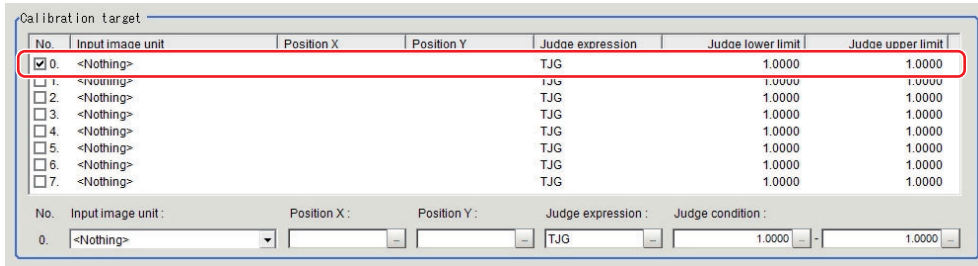 Calibration target
No. Input image unit Position X Position Y Judge expression Judge lower limit Judge upper limit
0. <Nothing> TJG 1.0000 1.0000
1. <Nothing> TJG 1.0000 1.0000
2. <Nothing> TJG 1.0000 1.0000
3. <Nothing> TJG 1.0000 1.0000
4. <Nothing> TJG 1.0000 1.0000
5. <Nothing> TJG 1.0000 1.0000
6. <Nothing> TJG 1.0000 1.0000
7. <Nothing> TJG 1.0000 1.0000
No. Input image unit : Position X : Position Y : Judge expression : Judge condition :
0. <Nothing> ... ... TJG ... 1.0000 ... - 1.0000 ...